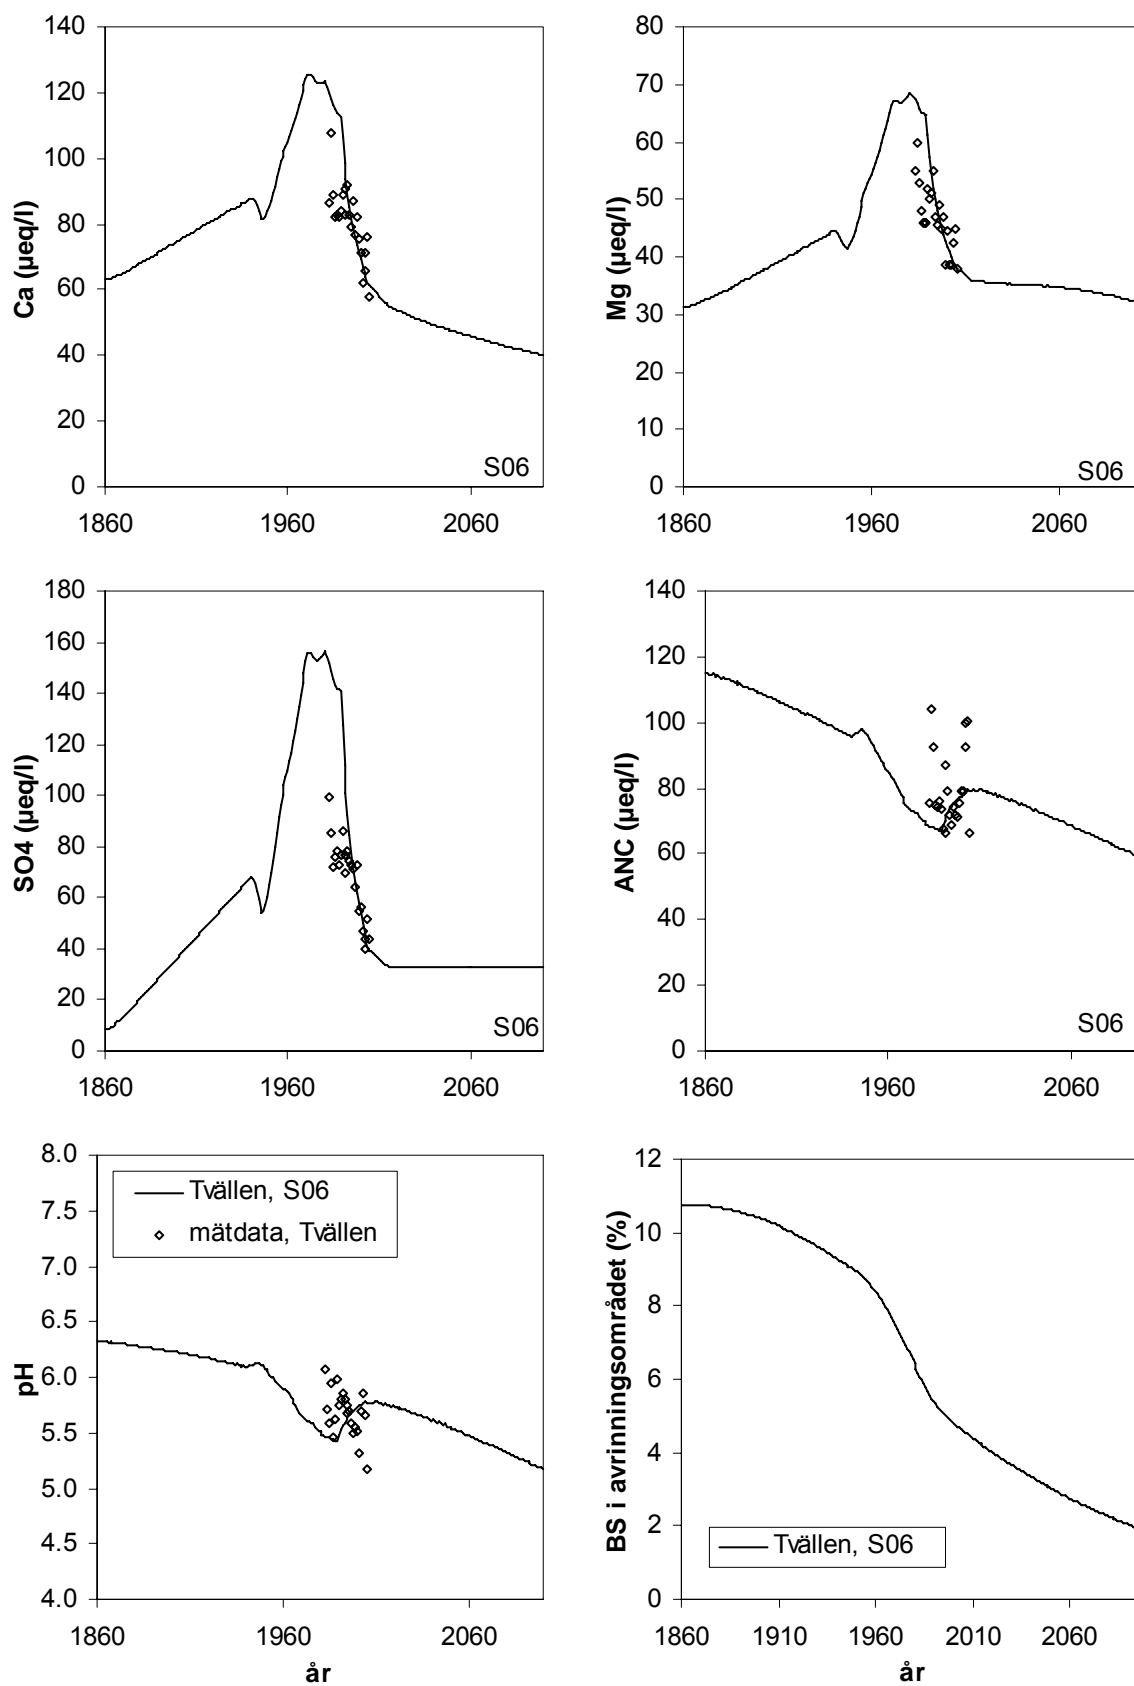 Ca (µeq/l)
140
120
100
80
60
40
20
0
1860 1960 2060
S06
Mg (µeq/l)
80
70
60
50
40
30
20
10
0
1860 1960 2060
S06
SO4 (µeq/l)
180
160
140
120
100
80
60
40
20
0
1860 1960 2060
S06
ANC (µeq/l)
140
120
100
80
60
40
20
0
1860 1960 2060
S06
pH
8.0
7.5
7.0
6.5
6.0
5.5
5.0
4.5
4.0
Tvällen, S06
mätdata, Tvällen
1860 1960 2060
år
BS i avrinningsområdet (%)
12
10
8
6
4
2
0
Tvällen, S06
1860 1910 1960 2010 2060
år